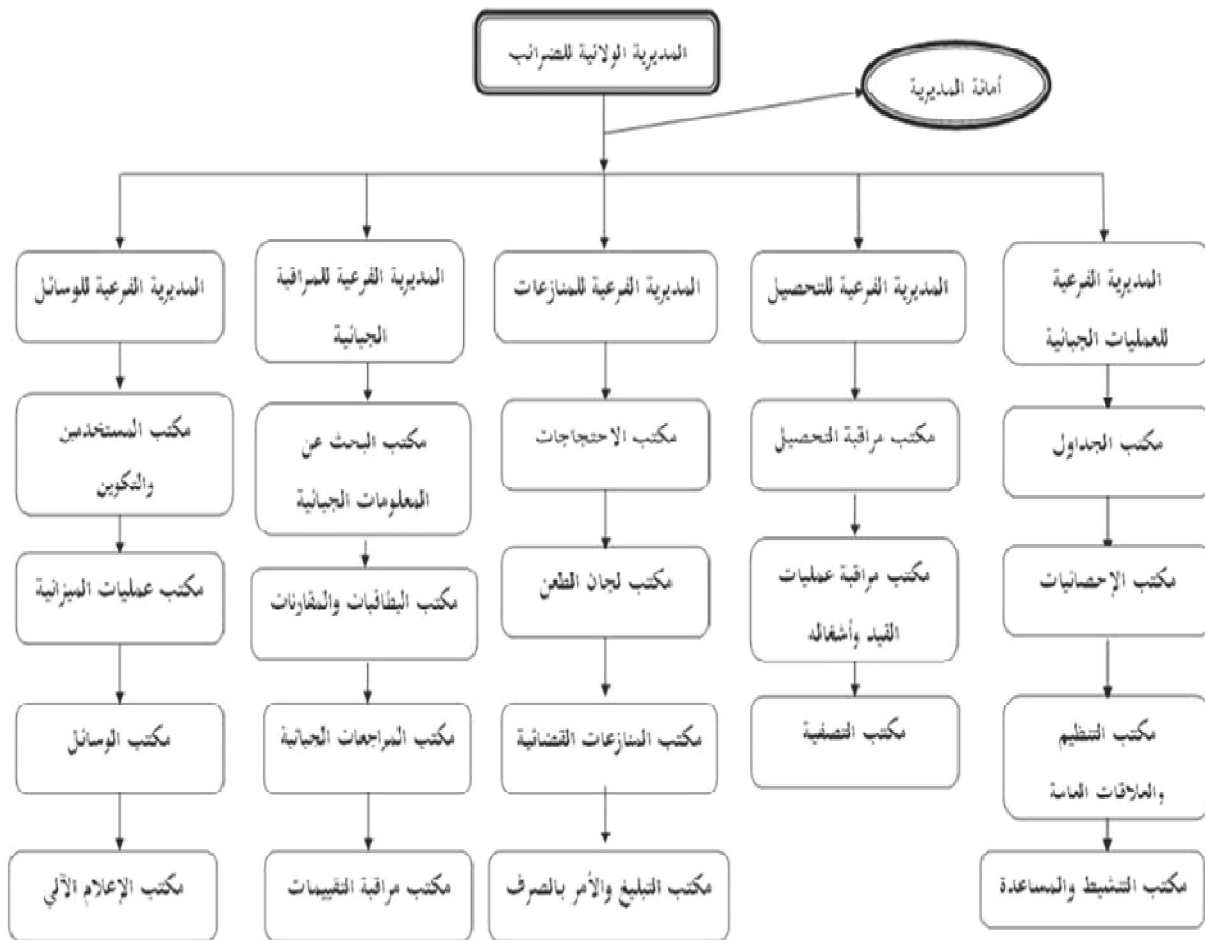 المديرية الولائية للضرائب
أمانة المديرية
المديرية الفرعية
للعمليات الجبائية
المديرية الفرعية للتحصيل
المديرية الفرعية للمنازعات
المديرية الفرعية للمراقبة
الجبائية
المديرية الفرعية للوسائل
مكتب الجداول
مكتب مراقبة التحصيل
مكتب الاحتجاجات
مكتب البحث عن
المعلومات الجبائية
مكتب المستخدمين
والتكوين
مكتب الإحصائيات
مكتب مراقبة عمليات
القيد وأشغاله
مكتب لجان الطعن
مكتب البطاقيات والمقارنات
مكتب عمليات الميزانية
مكتب التنظيم
والعلاقات العامة
مكتب التصفية
مكتب المنازعات القضائية
مكتب المراجعات الجبائية
مكتب الوسائل
مكتب التنشيط والمساعدة
مكتب التبليغ والأمر بالصرف
مكتب مراقبة التقييمات
مكتب الإعلام الآلي